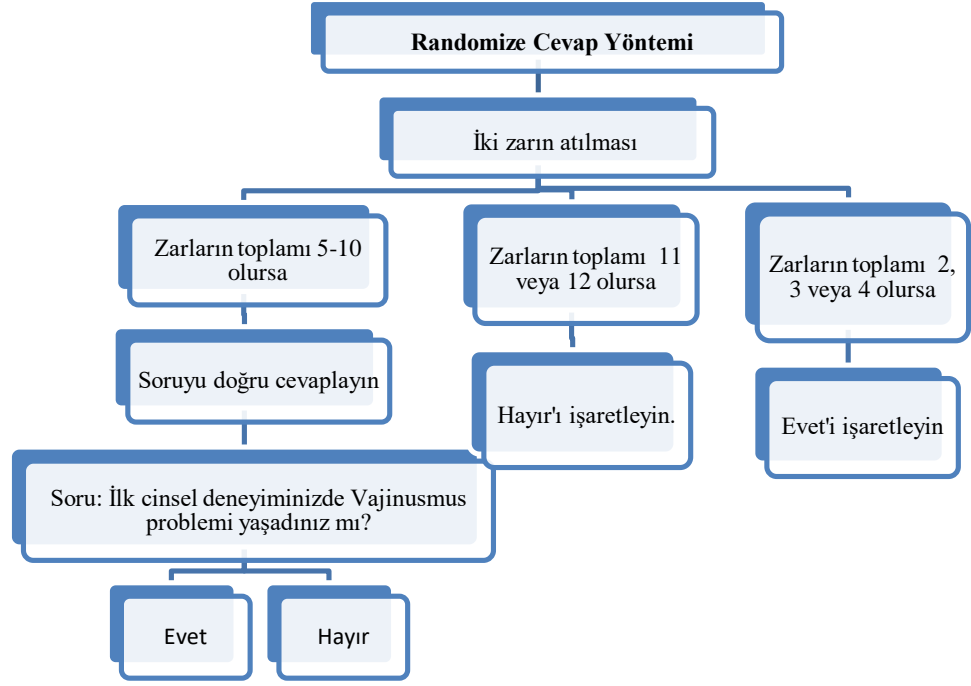 Randomize Cevap Yöntemi
İki zarın atılması
Zarların toplamı 5-10
olursa
Zarların toplamı 11
veya 12 olursa
Zarların toplamı 2,
3 veya 4 olursa
Soruyu doğru cevaplayın
Hayır'ı işaretleyin.
Evet'i işaretleyin
Soru: İlk cinsel deneyiminizde Vajinusmus
problemi yaşadınız mı?
Evet
Hayır